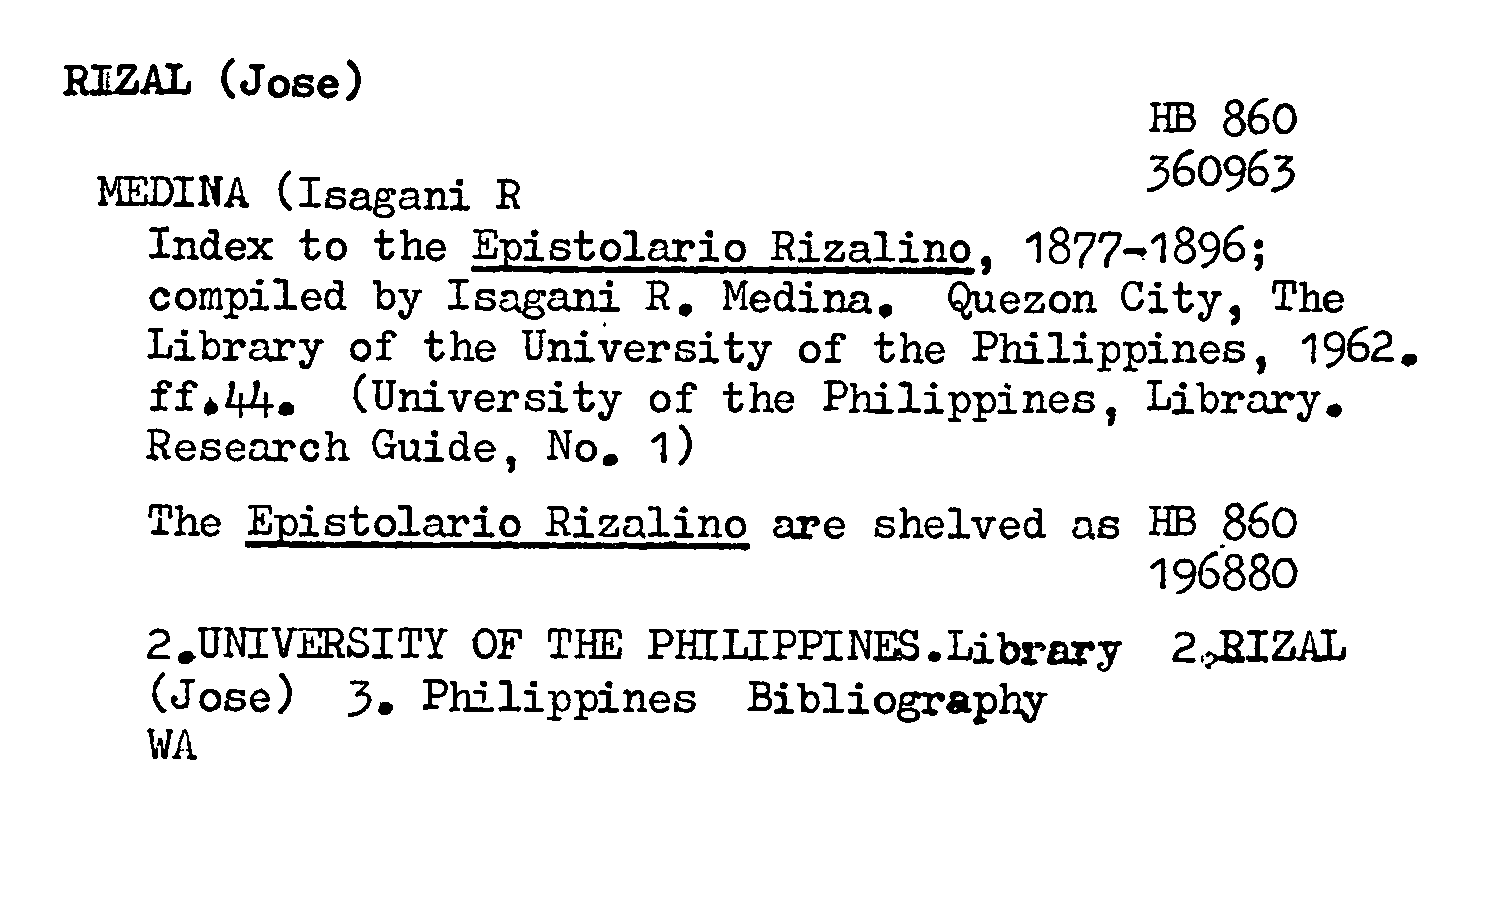 RIZAL (Jose)
HB 860
360963
MEDINA (Isagani R
Index to the Epistolario Rizalino, 1877-1896;
compiled by Isagani R. Medina. Quezon City, The
Library of the University of the Philippines, 1962.
ff.44. (University of the Philippines, Library.
Research Guide, No. 1)
The Epistolario Rizalino are shelved as HB 860
196880
2.UNIVERSITY OF THE PHILIPPINES.Library 2.RIZAL
(Jose) 3. Philippines Bibliography
WA